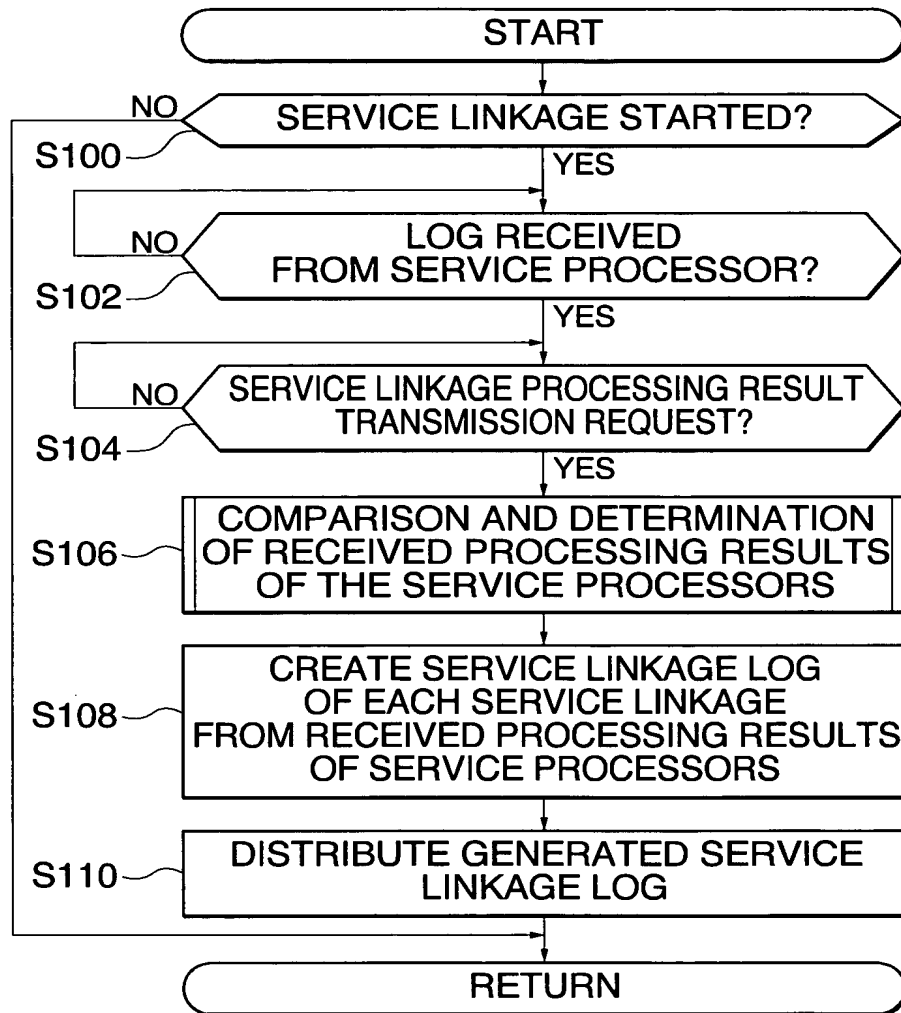 START
NO
SERVICE LINKAGE STARTED?
S100
YES
NO
LOG RECEIVED
FROM SERVICE PROCESSOR?
S102
YES
NO
SERVICE LINKAGE PROCESSING RESULT
TRANSMISSION REQUEST?
S104
YES
S106
COMPARISON AND DETERMINATION
OF RECEIVED PROCESSING RESULTS
OF THE SERVICE PROCESSORS
S108
CREATE SERVICE LINKAGE LOG
OF EACH SERVICE LINKAGE
FROM RECEIVED PROCESSING RESULTS
OF SERVICE PROCESSORS
S110
DISTRIBUTE GENERATED SERVICE
LINKAGE LOG
RETURN